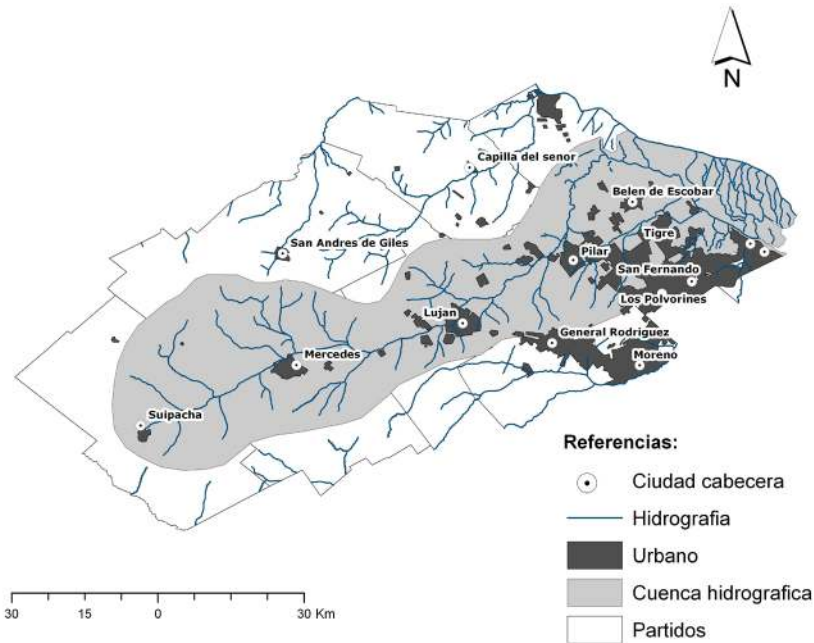 N
Capilla del senor
Belen de Escobar
San Andres de Giles
Tigre
Pilar
San Fernando
Los Polvorines
Lujan
General Rodriguez
Mercedes
Moreno
Suipacha
Referencias:
Ciudad cabecera
Hidrografia
Urbano
Cuenca hidrografica
Partidos
30 15 0 30 Km